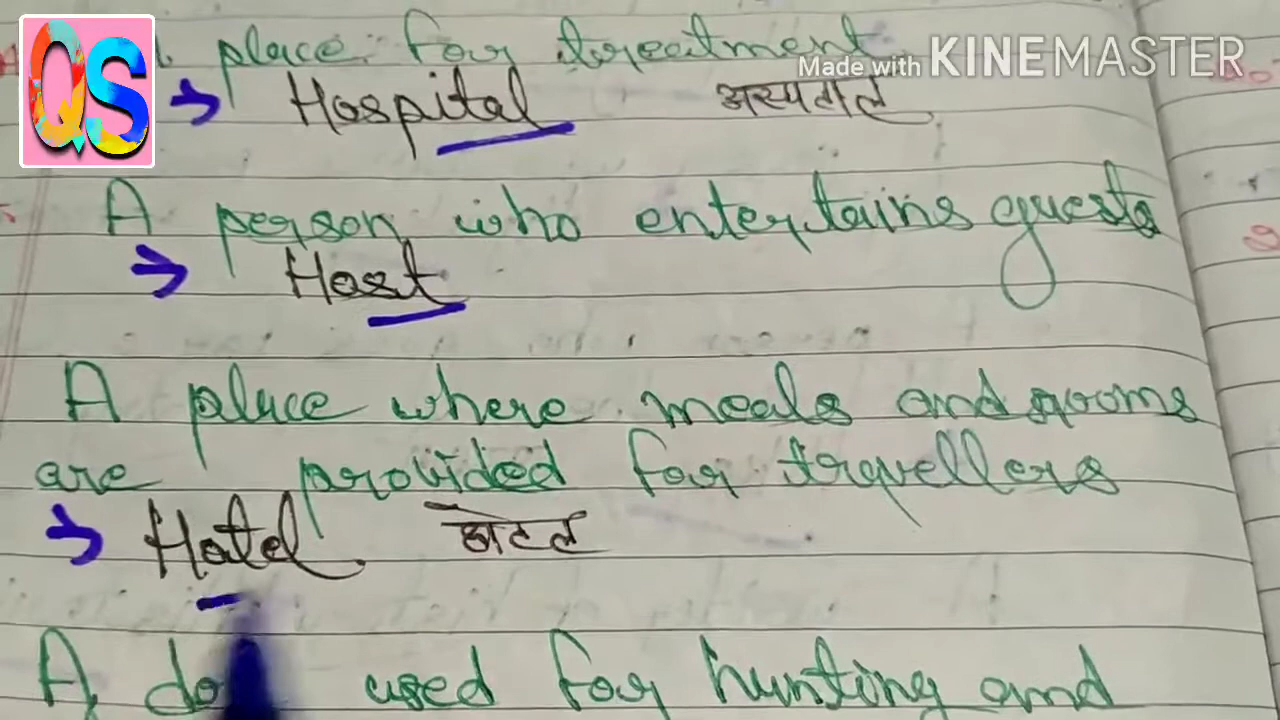 QS
Made with KINEMASTER
place for treatment
→ Hospital अस्पताल
A person who entertains guests
→ Host
A place where meals and rooms
are provided for travellers
→ Hotel होटल
A do used for hunting and